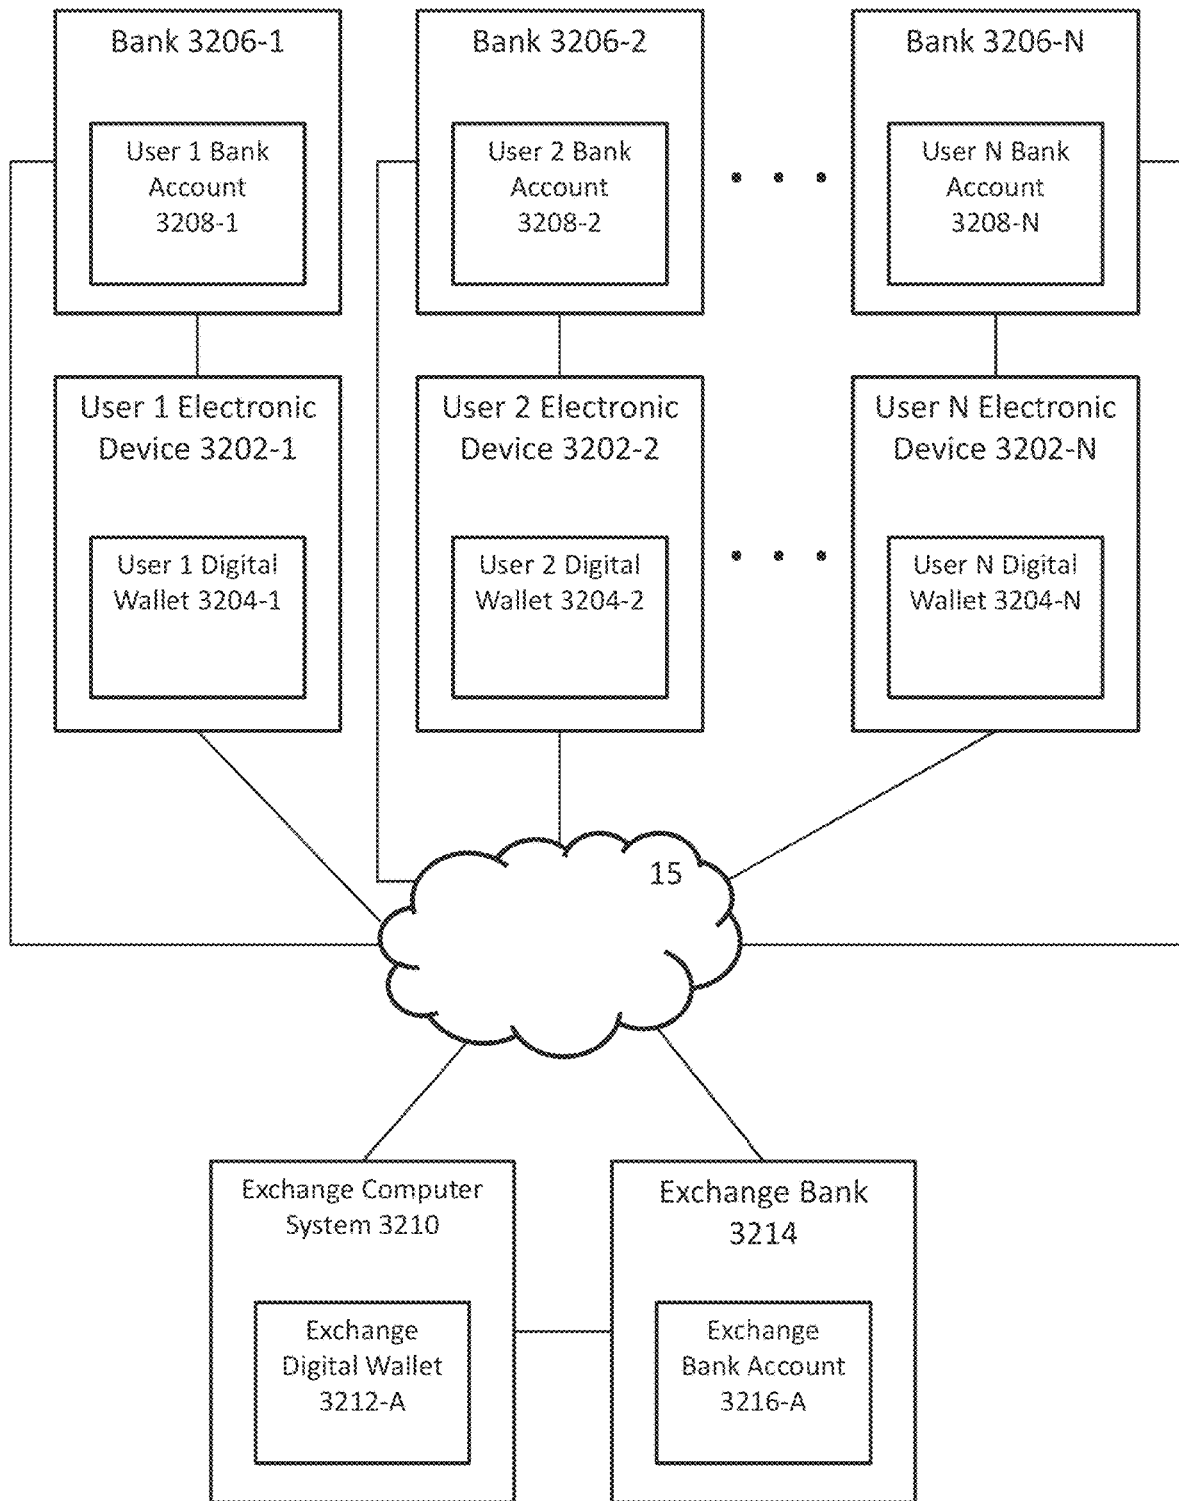 Bank 3206-1
User 1 Bank
Account
3208-1
Bank 3206-2
User 2 Bank
Account
3208-2
Bank 3206-N
User N Bank
Account
3208-N
User 1 Electronic
Device 3202-1
User 1 Digital
Wallet 3204-1
User 2 Electronic
Device 3202-2
User 2 Digital
Wallet 3204-2
User N Electronic
Device 3202-N
User N Digital
Wallet 3204-N
15
Exchange Computer
System 3210
Exchange
Digital Wallet
3212-A
Exchange Bank
3214
Exchange
Bank Account
3216-A